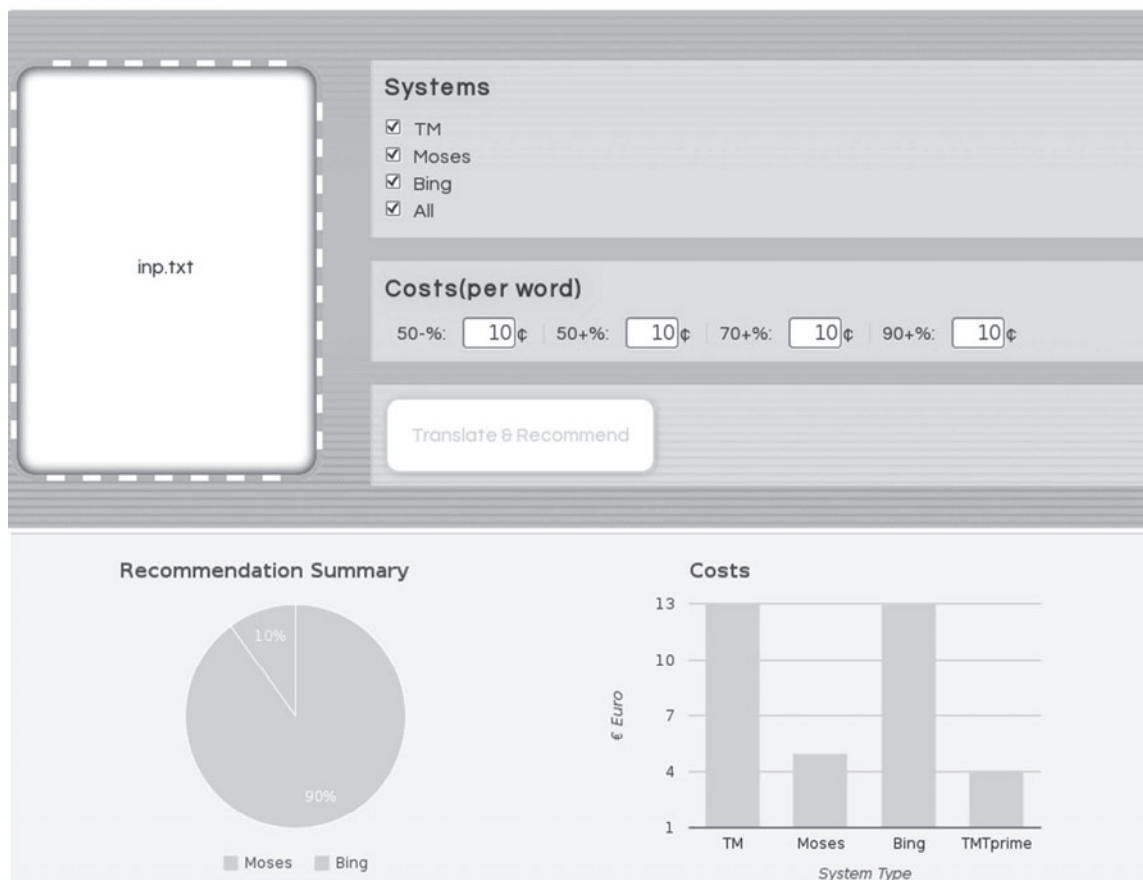 inp.txt
Systems
TM
Moses
Bing
All
Costs(per word)
50-%: 10 ¢ 50+%: 10 ¢ 70+%: 10 ¢ 90+%: 10 ¢
Translate & Recommend
Recommendation Summary
10%
90%
Moses Bing
Costs
13
10
7
4
1
€ Euro
TM Moses Bing TMTprime
System Type